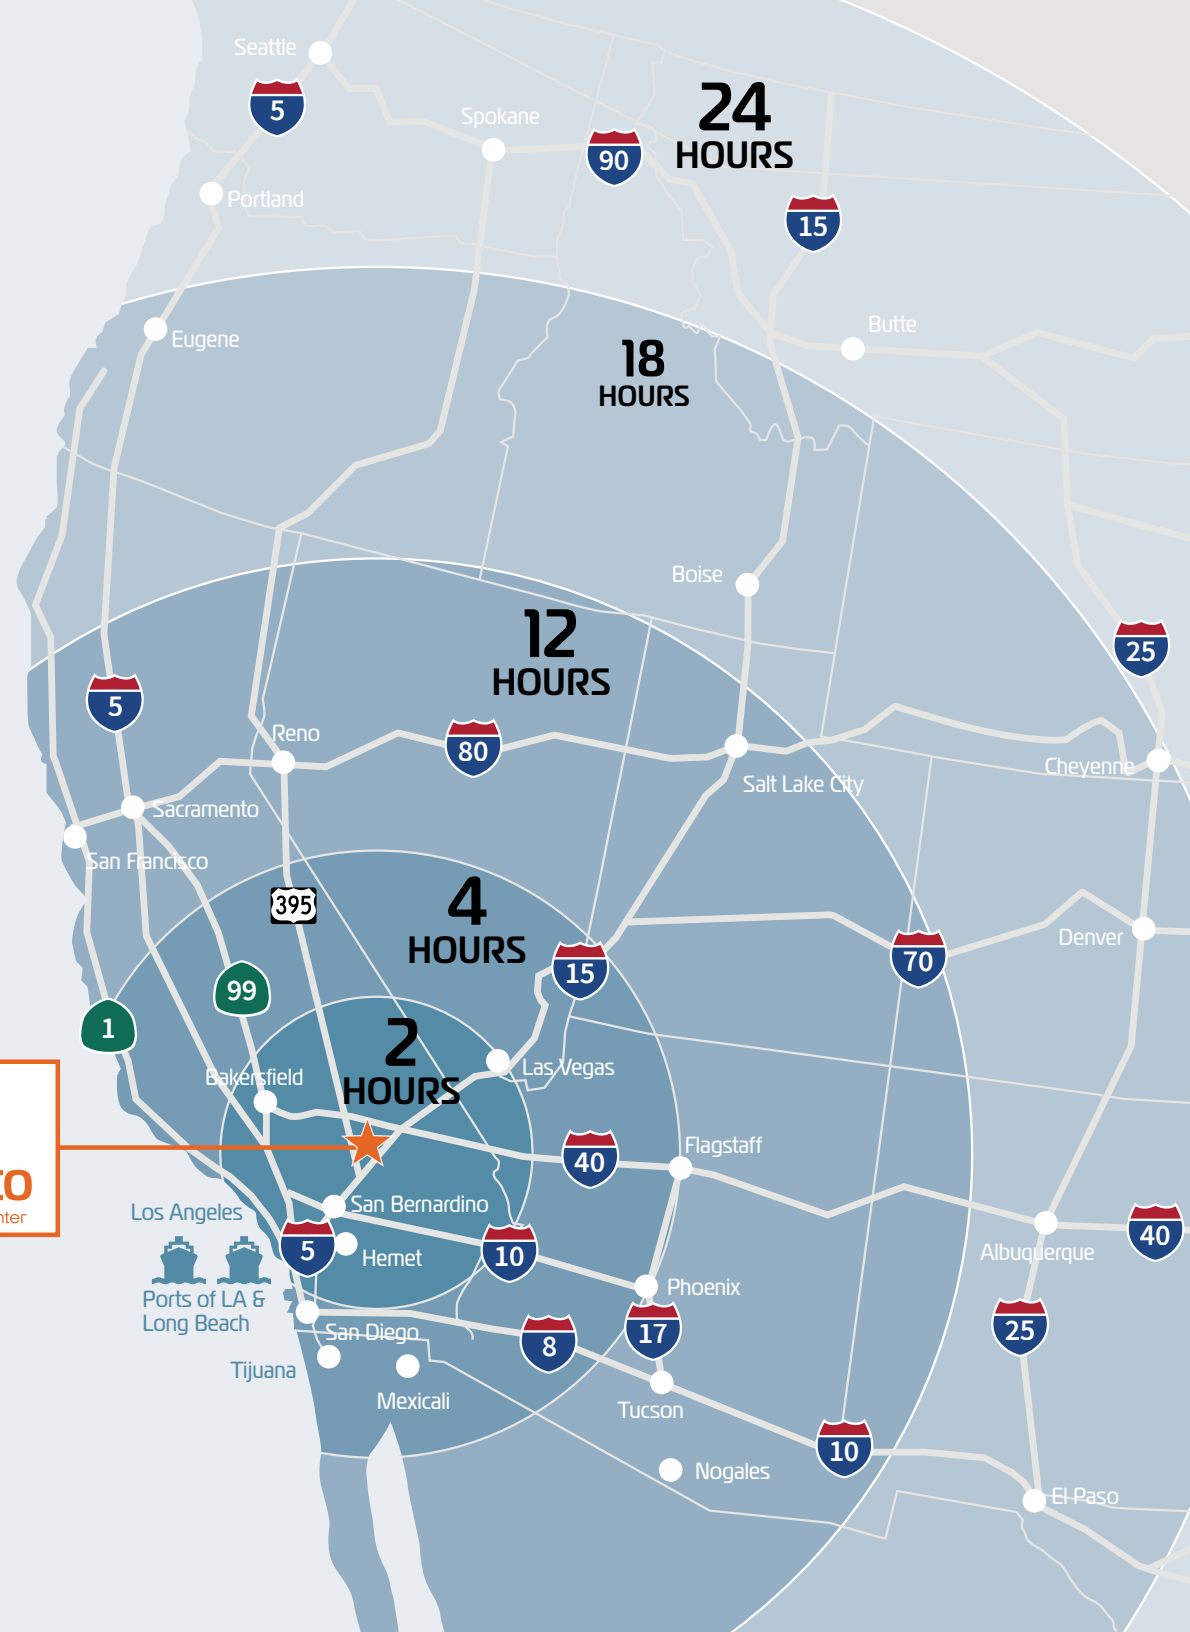 Seattle
5
Spokane
24
HOURS
90
15
Portland
Butte
Eugene
18
HOURS
Boise
12
HOURS
25
5
Reno
80
Cheyenne
Salt Lake City
Sacramento
San Francisco
395
4
HOURS
Denver
70
15
99
1
2
HOURS
Las Vegas
Bakersfield
Flagstaff
40
San Bernardino
Los Angeles
40
Albuquerque
5
Hemet
10
Phoenix
Ports of LA &
Long Beach
San Diego
17
25
8
Tijuana
Mexicali
Tucson
10
Nogales
El Paso